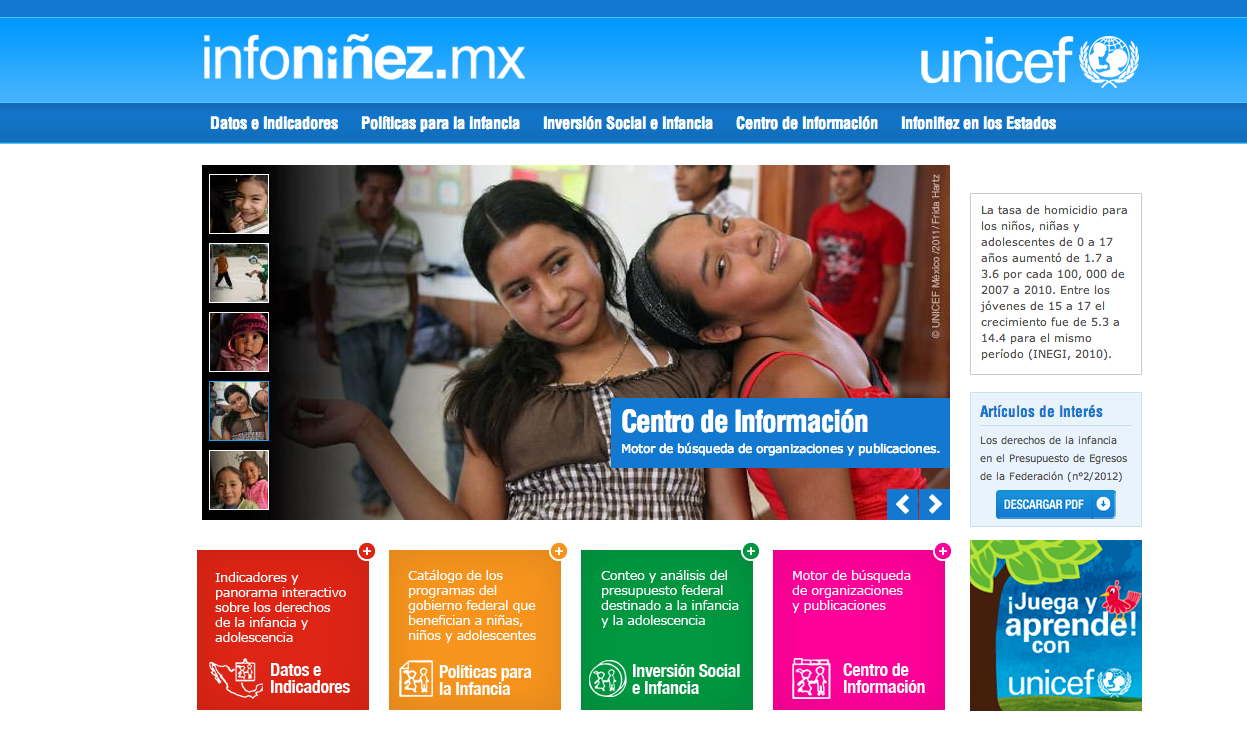 infoniñez.mx
unicef
Datos e Indicadores
Políticas para la Infancia
Inversión Social e Infancia
Centro de Información
Infoniñez en los Estados
© UNICEF México /2011/ Frida Hartz
Centro de Información
Motor de búsqueda de organizaciones y publicaciones.
La tasa de homicidio para
los niños, niñas y
adolescentes de 0 a 17
años aumentó de 1.7 a
3.6 por cada 100, 000 de
2007 a 2010. Entre los
jóvenes de 15 a 17 el
crecimiento fue de 5.3 a
14.4 para el mismo
período (INEGI, 2010).
Artículos de Interés
Los derechos de la infancia
en el Presupuesto de Egresos
de la Federación (nº2/2012)
DESCARGAR PDF
Indicadores y
panorama interactivo
sobre los derechos
de la infancia y
adolescencia
Datos e
Indicadores
Catálogo de los
programas del
gobierno federal que
benefician a niñas,
niños y adolescentes
Políticas para
la Infancia
Conteo y análisis del
presupuesto federal
destinado a la infancia
y la adolescencia
Inversión Social
e Infancia
Motor de búsqueda
de organizaciones
y publicaciones
Centro de
Información
¡Juega y
aprende!
con
unicef